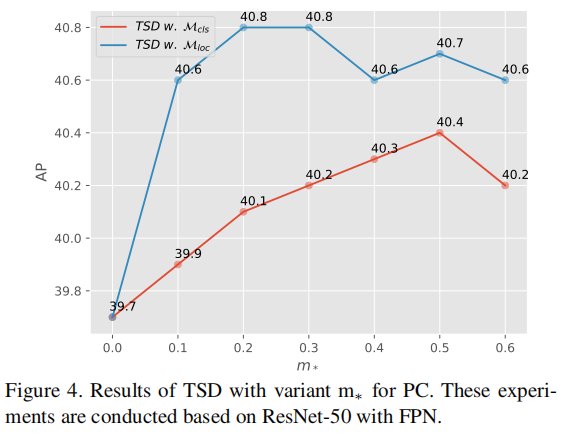 40.8
40.6
40.4
40.2
40.0
39.8
AP
TSD w. M_cls
TSD w. M_loc
40.8
40.8
40.6
40.6
40.7
40.6
40.4
40.3
40.2
40.2
40.1
39.9
39.7
0.0 0.1 0.2 0.3 0.4 0.5 0.6
m*
Figure 4. Results of TSD with variant m* for PC. These experi-
ments are conducted based on ResNet-50 with FPN.